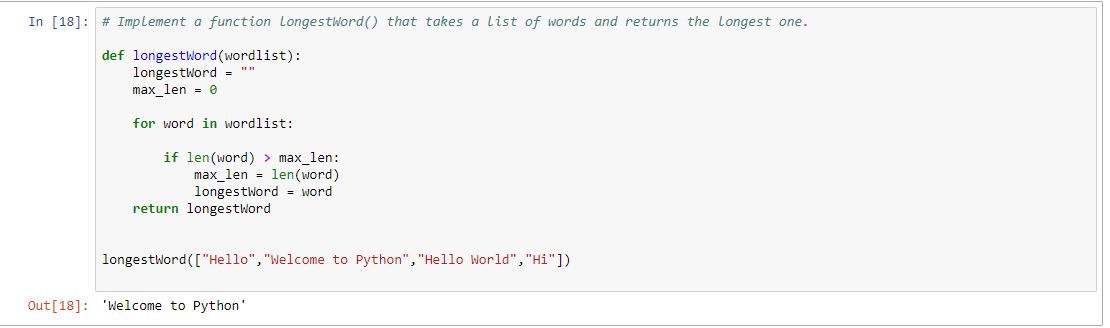 In [18]: # Implement a function longestWord() that takes a list of words and returns the longest one.
def longestWord(wordlist):
    longestWord = ""
    max_len = 0
    for word in wordlist:
        if len(word) > max_len:
            max_len = len(word)
            longestWord = word
    return longestWord
longestWord(["Hello","Welcome to Python","Hello World","Hi"])
Out[18]: 'Welcome to Python'